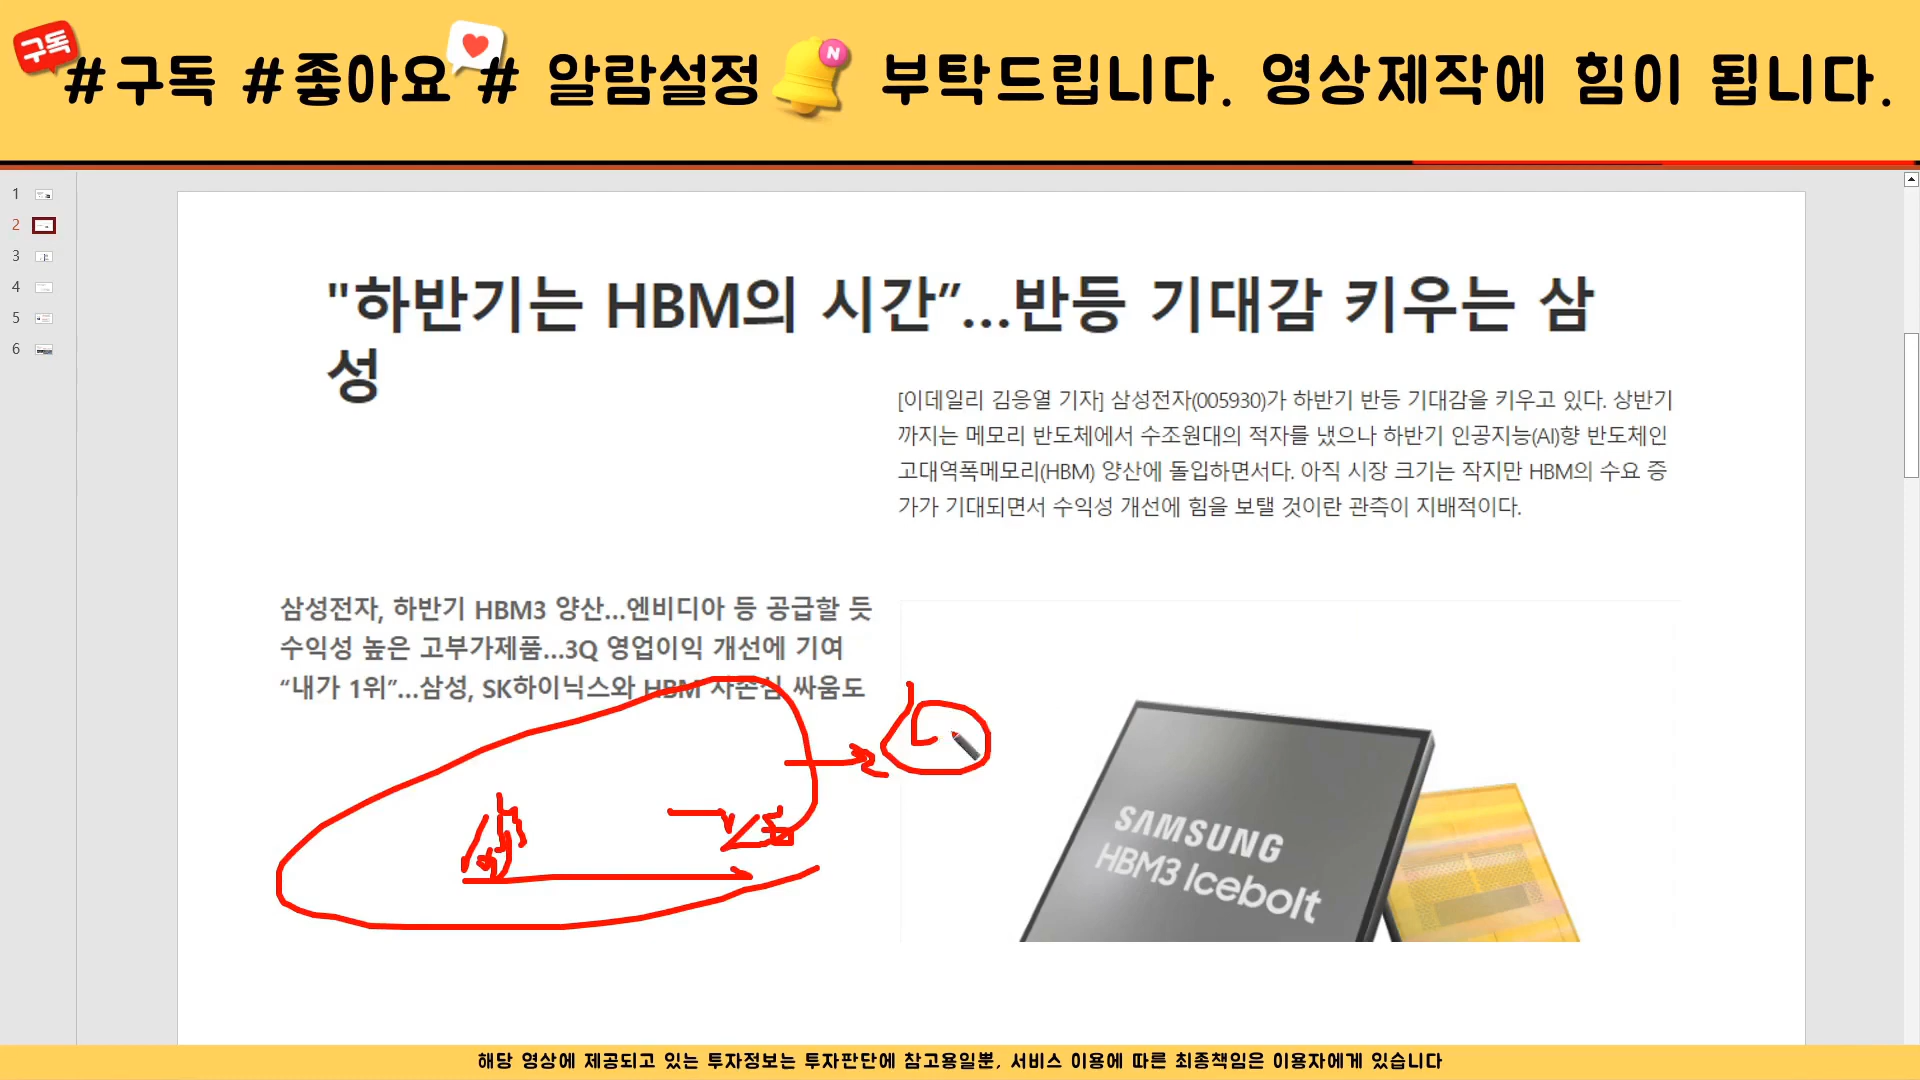 구독
#구독 #좋아요 # 알람설정 N 부탁드립니다. 영상제작에 힘이 됩니다.
1
2
3
4
5
6
"하반기는 HBM의 시간”…반등 기대감 키우는 삼
성
[이데일리 김응열 기자] 삼성전자(005930)가 하반기 반등 기대감을 키우고 있다. 상반기
까지는 메모리 반도체에서 수조원대의 적자를 냈으나 하반기 인공지능(AI)향 반도체인
고대역폭메모리(HBM) 양산에 돌입하면서다. 아직 시장 크기는 작지만 HBM의 수요 증
가가 기대되면서 수익성 개선에 힘을 보탤 것이란 관측이 지배적이다.
삼성전자, 하반기 HBM3 양산…엔비디아 등 공급할 듯
수익성 높은 고부가제품…3Q 영업이익 개선에 기여
“내가 1위”…삼성, SK하이닉스와 HBM 자존심 싸움도
SAMSUNG
HBM3 Icebolt
해당 영상에 제공되고 있는 투자정보는 투자판단에 참고용일뿐, 서비스 이용에 따른 최종책임은 이용자에게 있습니다